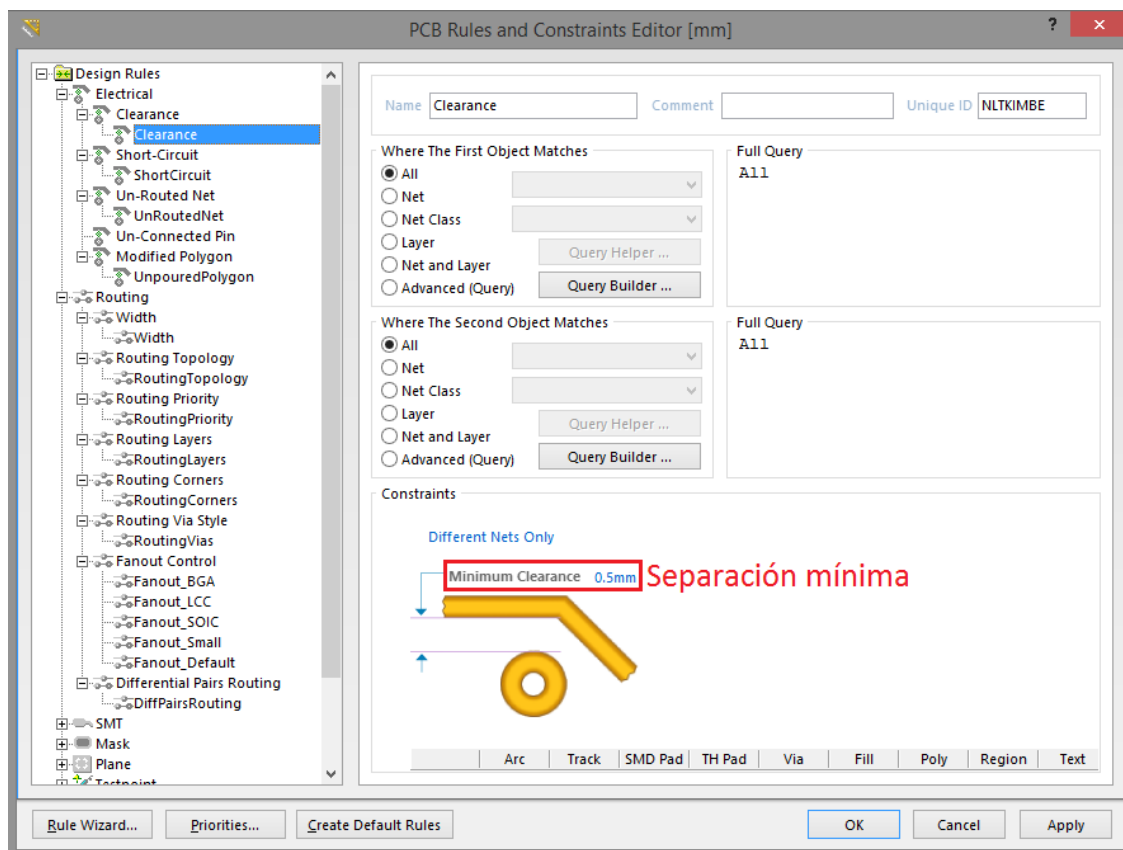 PCB Rules and Constraints Editor [mm]
?
Design Rules
Electrical
Clearance
Clearance
Short-Circuit
ShortCircuit
Un-Routed Net
UnRoutedNet
Un-Connected Pin
Modified Polygon
UnpouredPolygon
Routing
Width
Width
Routing Topology
RoutingTopology
Routing Priority
RoutingPriority
Routing Layers
RoutingLayers
Routing Corners
RoutingCorners
Routing Via Style
RoutingVias
Fanout Control
Fanout_BGA
Fanout_LCC
Fanout_SOIC
Fanout_Small
Fanout_Default
Differential Pairs Routing
DiffPairsRouting
SMT
Mask
Plane
Testpoint
Name Clearance Comment Unique ID NLTKIMBE
Where The First Object Matches
All
Net
Net Class
Layer
Net and Layer
Advanced (Query)
Query Helper ...
Query Builder ...
Full Query
All
Where The Second Object Matches
All
Net
Net Class
Layer
Net and Layer
Advanced (Query)
Query Helper ...
Query Builder ...
Full Query
All
Constraints
Different Nets Only
Minimum Clearance 0.5mm Separación mínima
Arc Track SMD Pad TH Pad Via Fill Poly Region Text
Rule Wizard... Priorities... Create Default Rules OK Cancel Apply